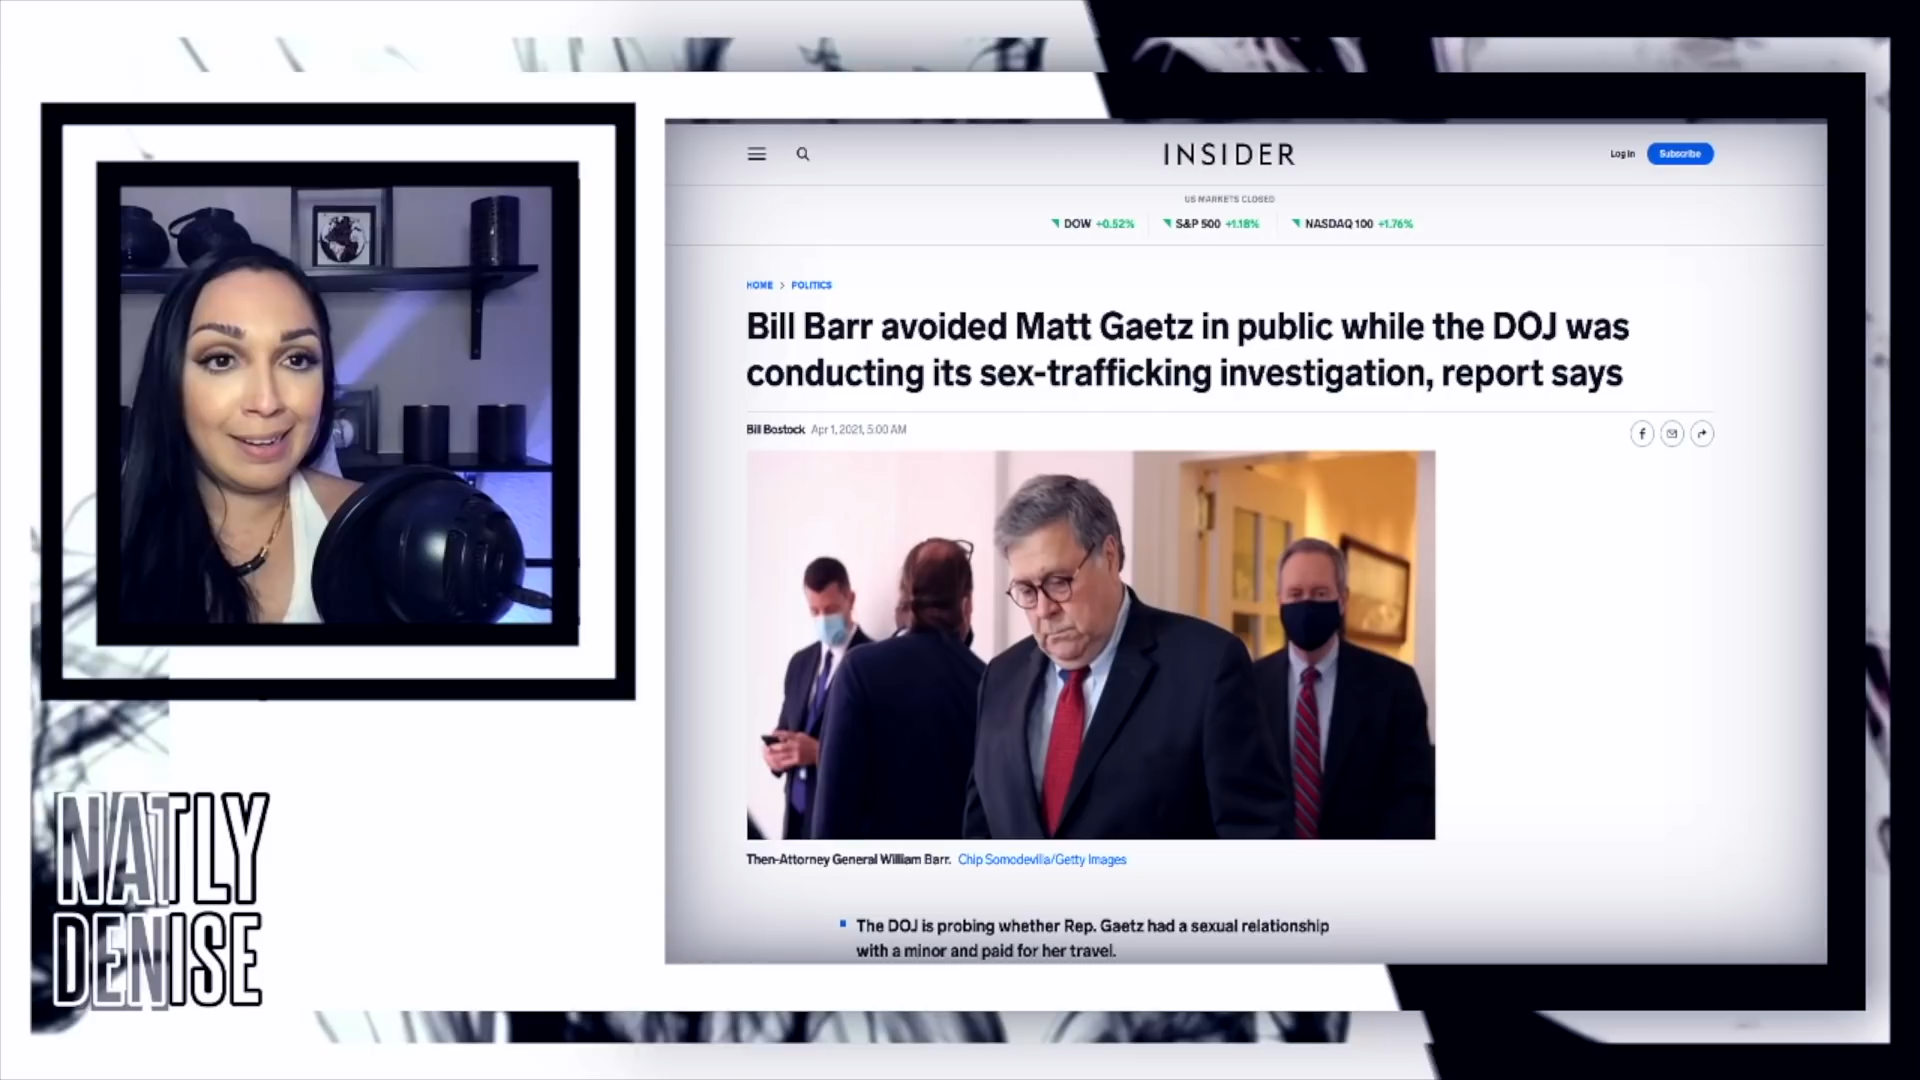 INSIDER
Log in
Subscribe
US MARKETS CLOSED
DOW +0.52%
S&P 500 +1.18%
NASDAQ 100 +1.76%
HOME > POLITICS
Bill Barr avoided Matt Gaetz in public while the DOJ was
conducting its sex-trafficking investigation, report says
Bill Bostock Apr 1, 2021, 5:00 AM
Then-Attorney General William Barr. Chip Somodevilla/Getty Images
The DOJ is probing whether Rep. Gaetz had a sexual relationship
with a minor and paid for her travel.
NATLY
DENISE